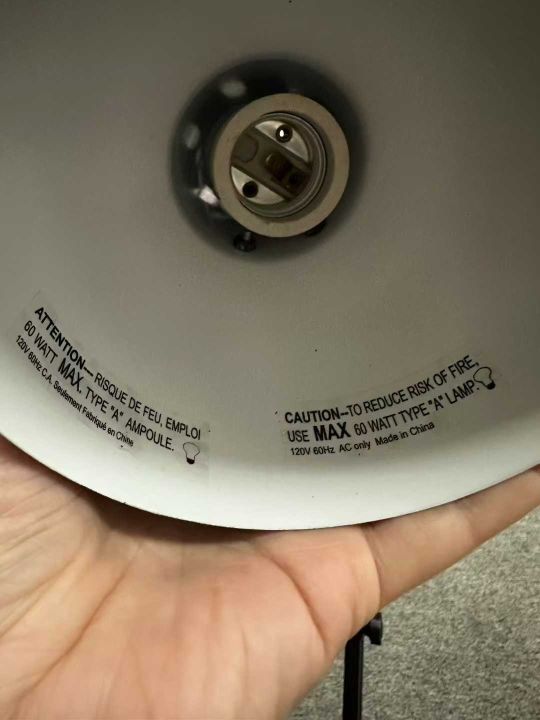 ATTENTION— RISQUE DE FEU, EMPLOI
60 WATT MAX. TYPE "A" AMPOULE.
120V 60Hz C.A. Seulement Fabriqué en Chine
CAUTION–TO REDUCE RISK OF FIRE,
USE MAX 60 WATT TYPE "A" LAMP.
120V 60Hz AC only Made in China